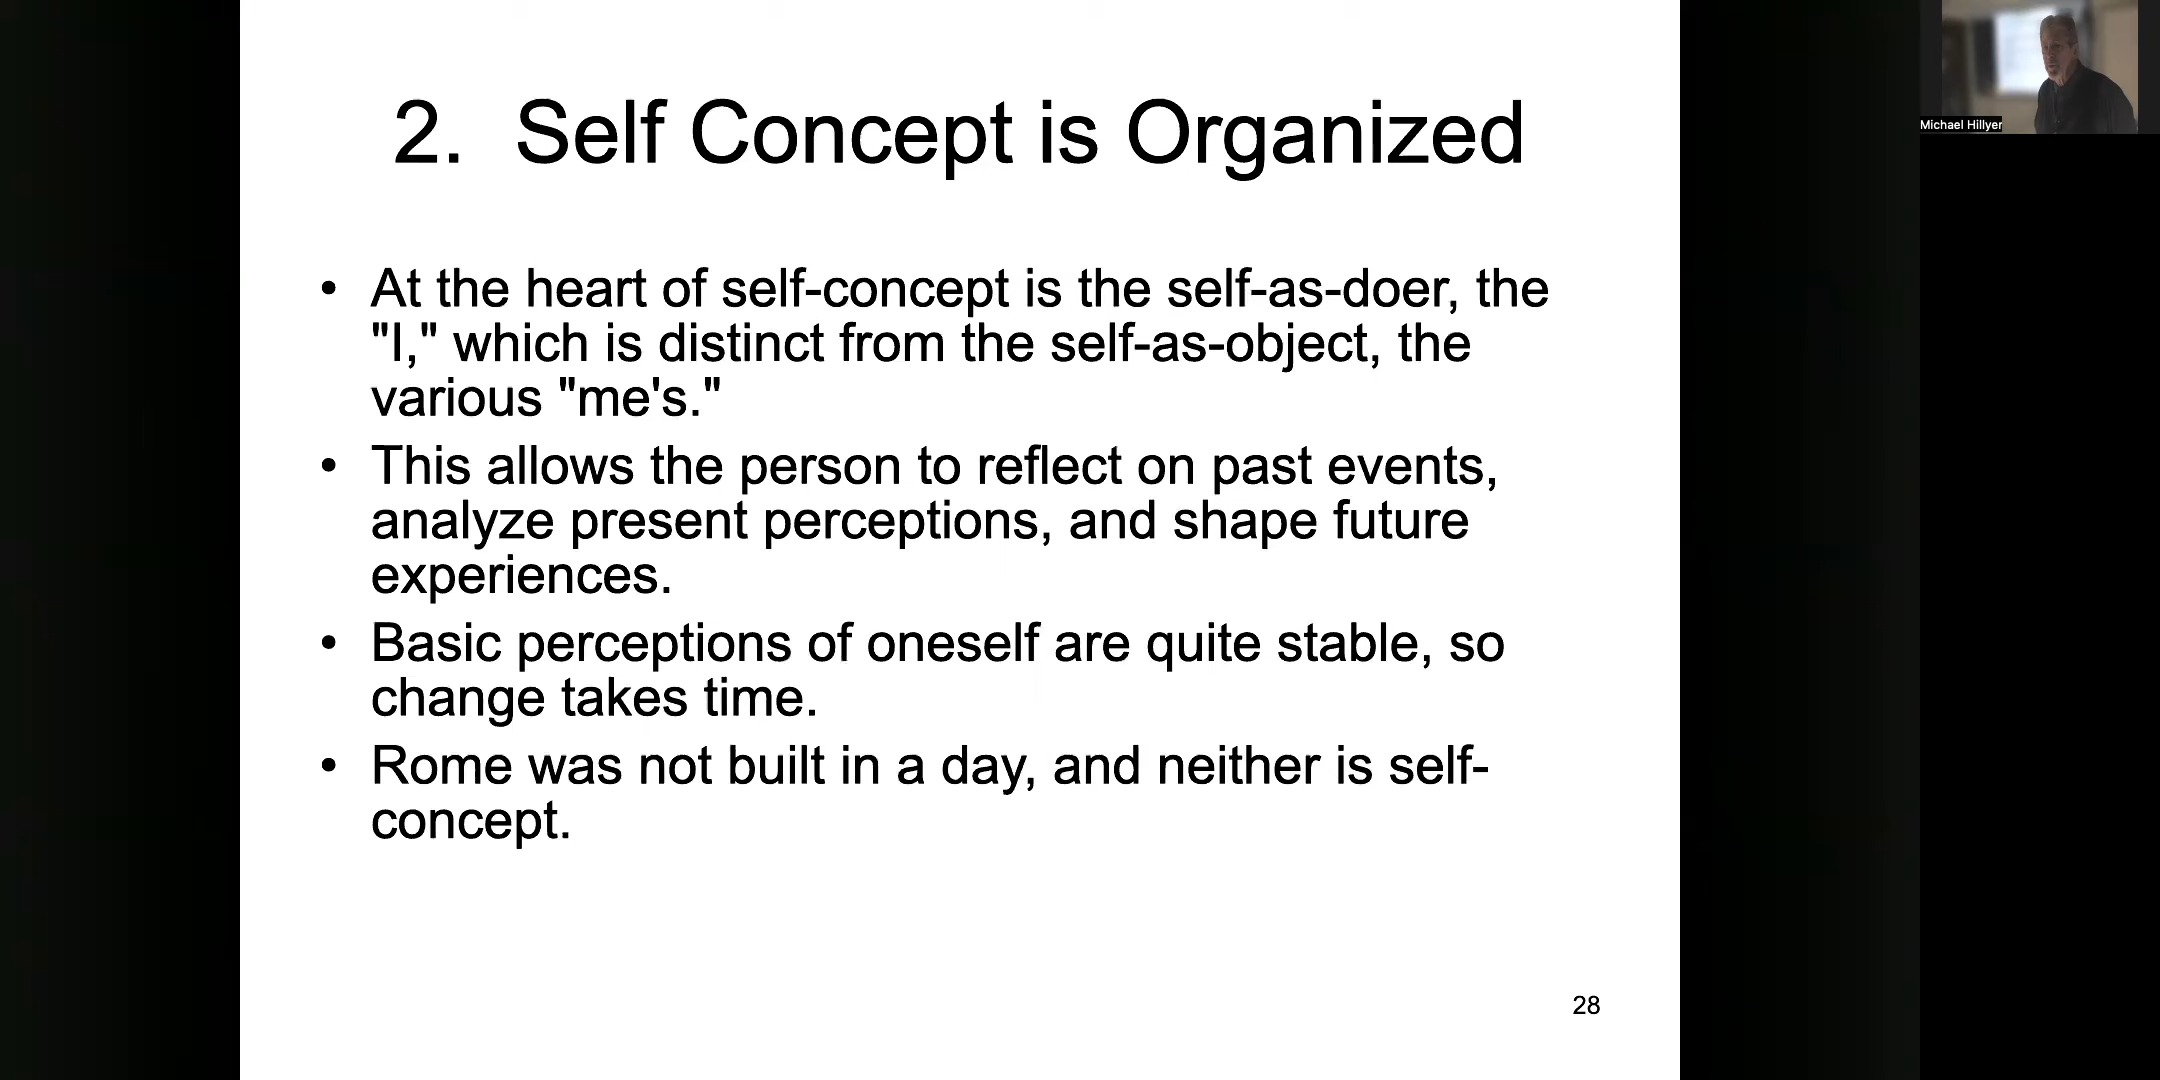 2. Self Concept is Organized
• At the heart of self-concept is the self-as-doer, the
"I," which is distinct from the self-as-object, the
various "me's."
• This allows the person to reflect on past events,
analyze present perceptions, and shape future
experiences.
• Basic perceptions of oneself are quite stable, so
change takes time.
• Rome was not built in a day, and neither is self-
concept.
28
Michael Hillyer